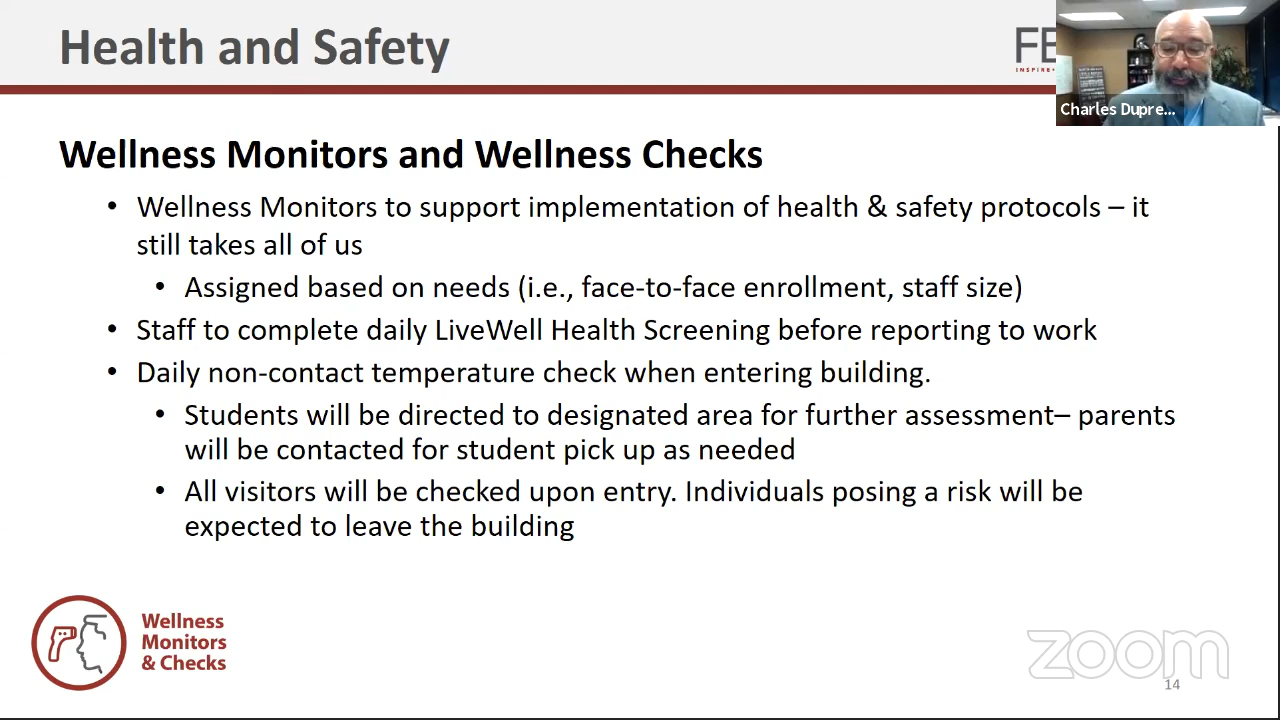 Health and Safety
FE
INSPIRE•
Charles Dupre...
Wellness Monitors and Wellness Checks
• Wellness Monitors to support implementation of health & safety protocols – it
still takes all of us
• Assigned based on needs (i.e., face-to-face enrollment, staff size)
• Staff to complete daily LiveWell Health Screening before reporting to work
• Daily non-contact temperature check when entering building.
• Students will be directed to designated area for further assessment– parents
will be contacted for student pick up as needed
• All visitors will be checked upon entry. Individuals posing a risk will be
expected to leave the building
Wellness
Monitors
& Checks
zoom
14